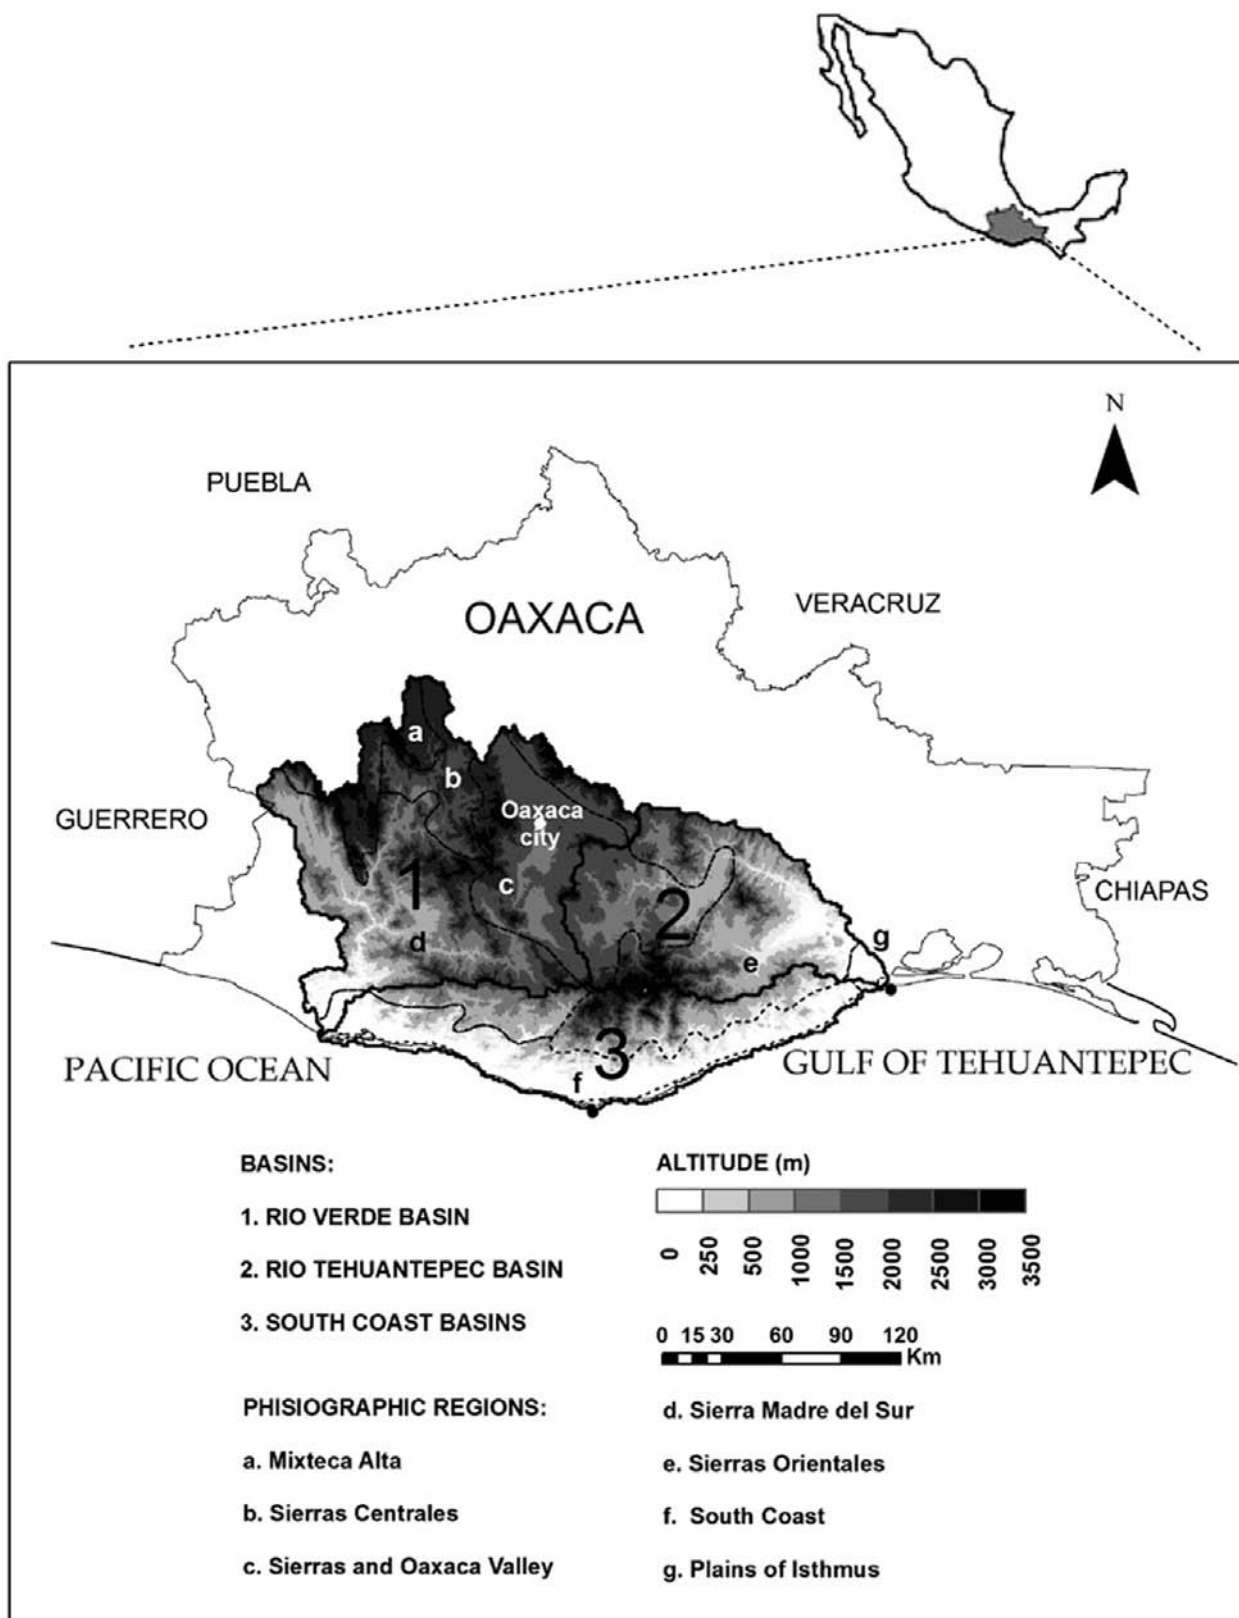 N
PUEBLA
OAXACA
VERACRUZ
GUERRERO
CHIAPAS
a
b
Oaxaca
city
1
c
2
d
e
g
3
f
PACIFIC OCEAN
GULF OF TEHUANTEPEC
BASINS:
1. RIO VERDE BASIN
2. RIO TEHUANTEPEC BASIN
3. SOUTH COAST BASINS
ALTITUDE (m)
0 250 500 1000 1500 2000 2500 3000 3500
0 15 30 60 90 120
Km
PHISIOGRAPHIC REGIONS:
a. Mixteca Alta
b. Sierras Centrales
c. Sierras and Oaxaca Valley
d. Sierra Madre del Sur
e. Sierras Orientales
f. South Coast
g. Plains of Isthmus